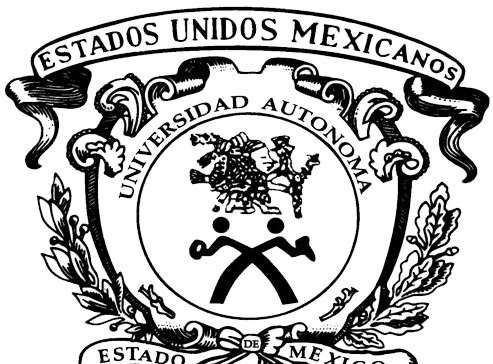 ESTADOS UNIDOS MEXICANOS
UNIVERSIDAD AUTONOMA
ESTADO DE MEXICO